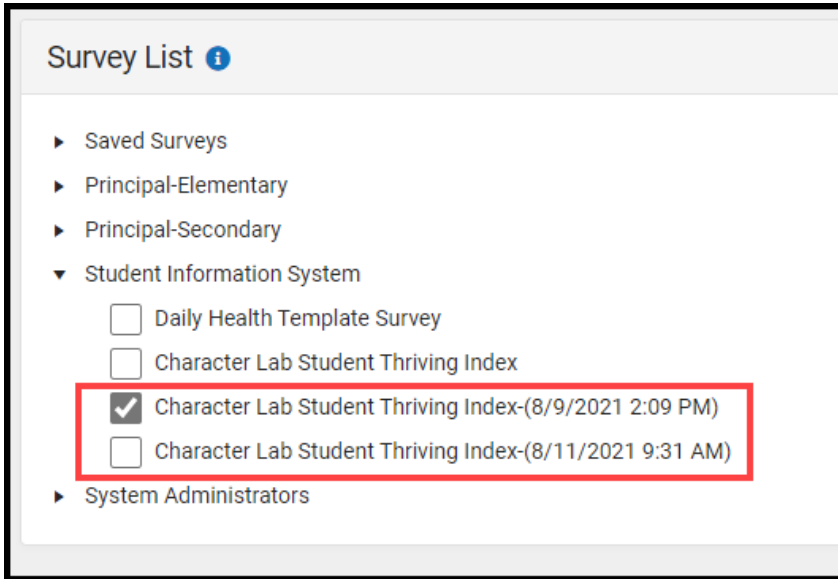 Survey List
Saved Surveys
Principal-Elementary
Principal-Secondary
Student Information System
Daily Health Template Survey
Character Lab Student Thriving Index
Character Lab Student Thriving Index-(8/9/2021 2:09 PM)
Character Lab Student Thriving Index-(8/11/2021 9:31 AM)
System Administrators